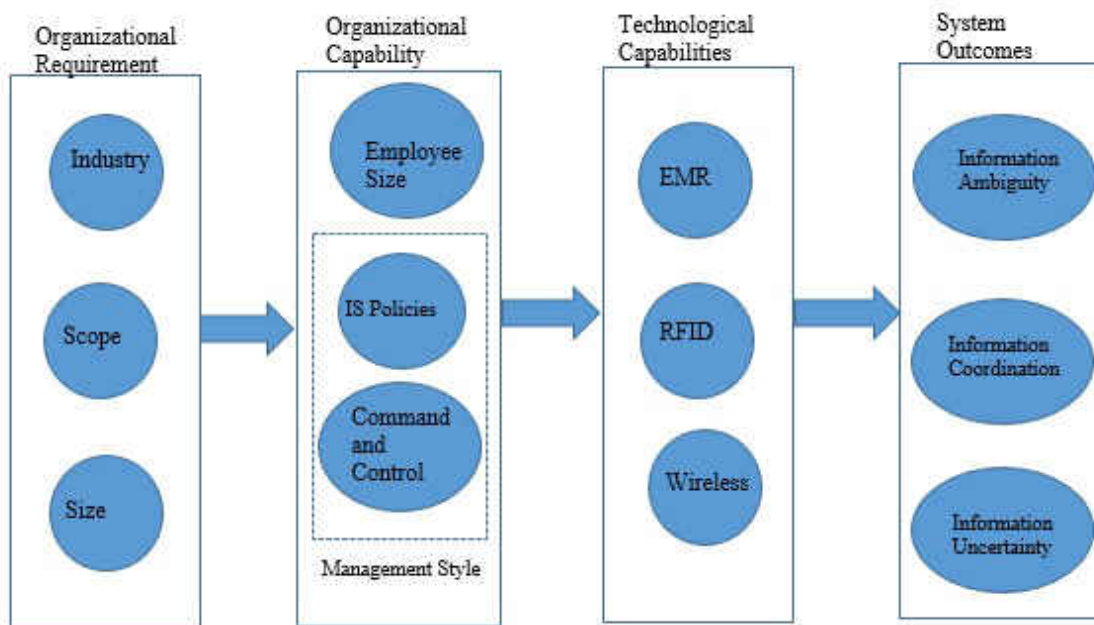 Organizational
Requirement
Industry
Scope
Size
Organizational
Capability
Employee
Size
IS Policies
Command
and
Control
Management Style
Technological
Capabilities
EMR
RFID
Wireless
System
Outcomes
Information
Ambiguity
Information
Coordination
Information
Uncertainty